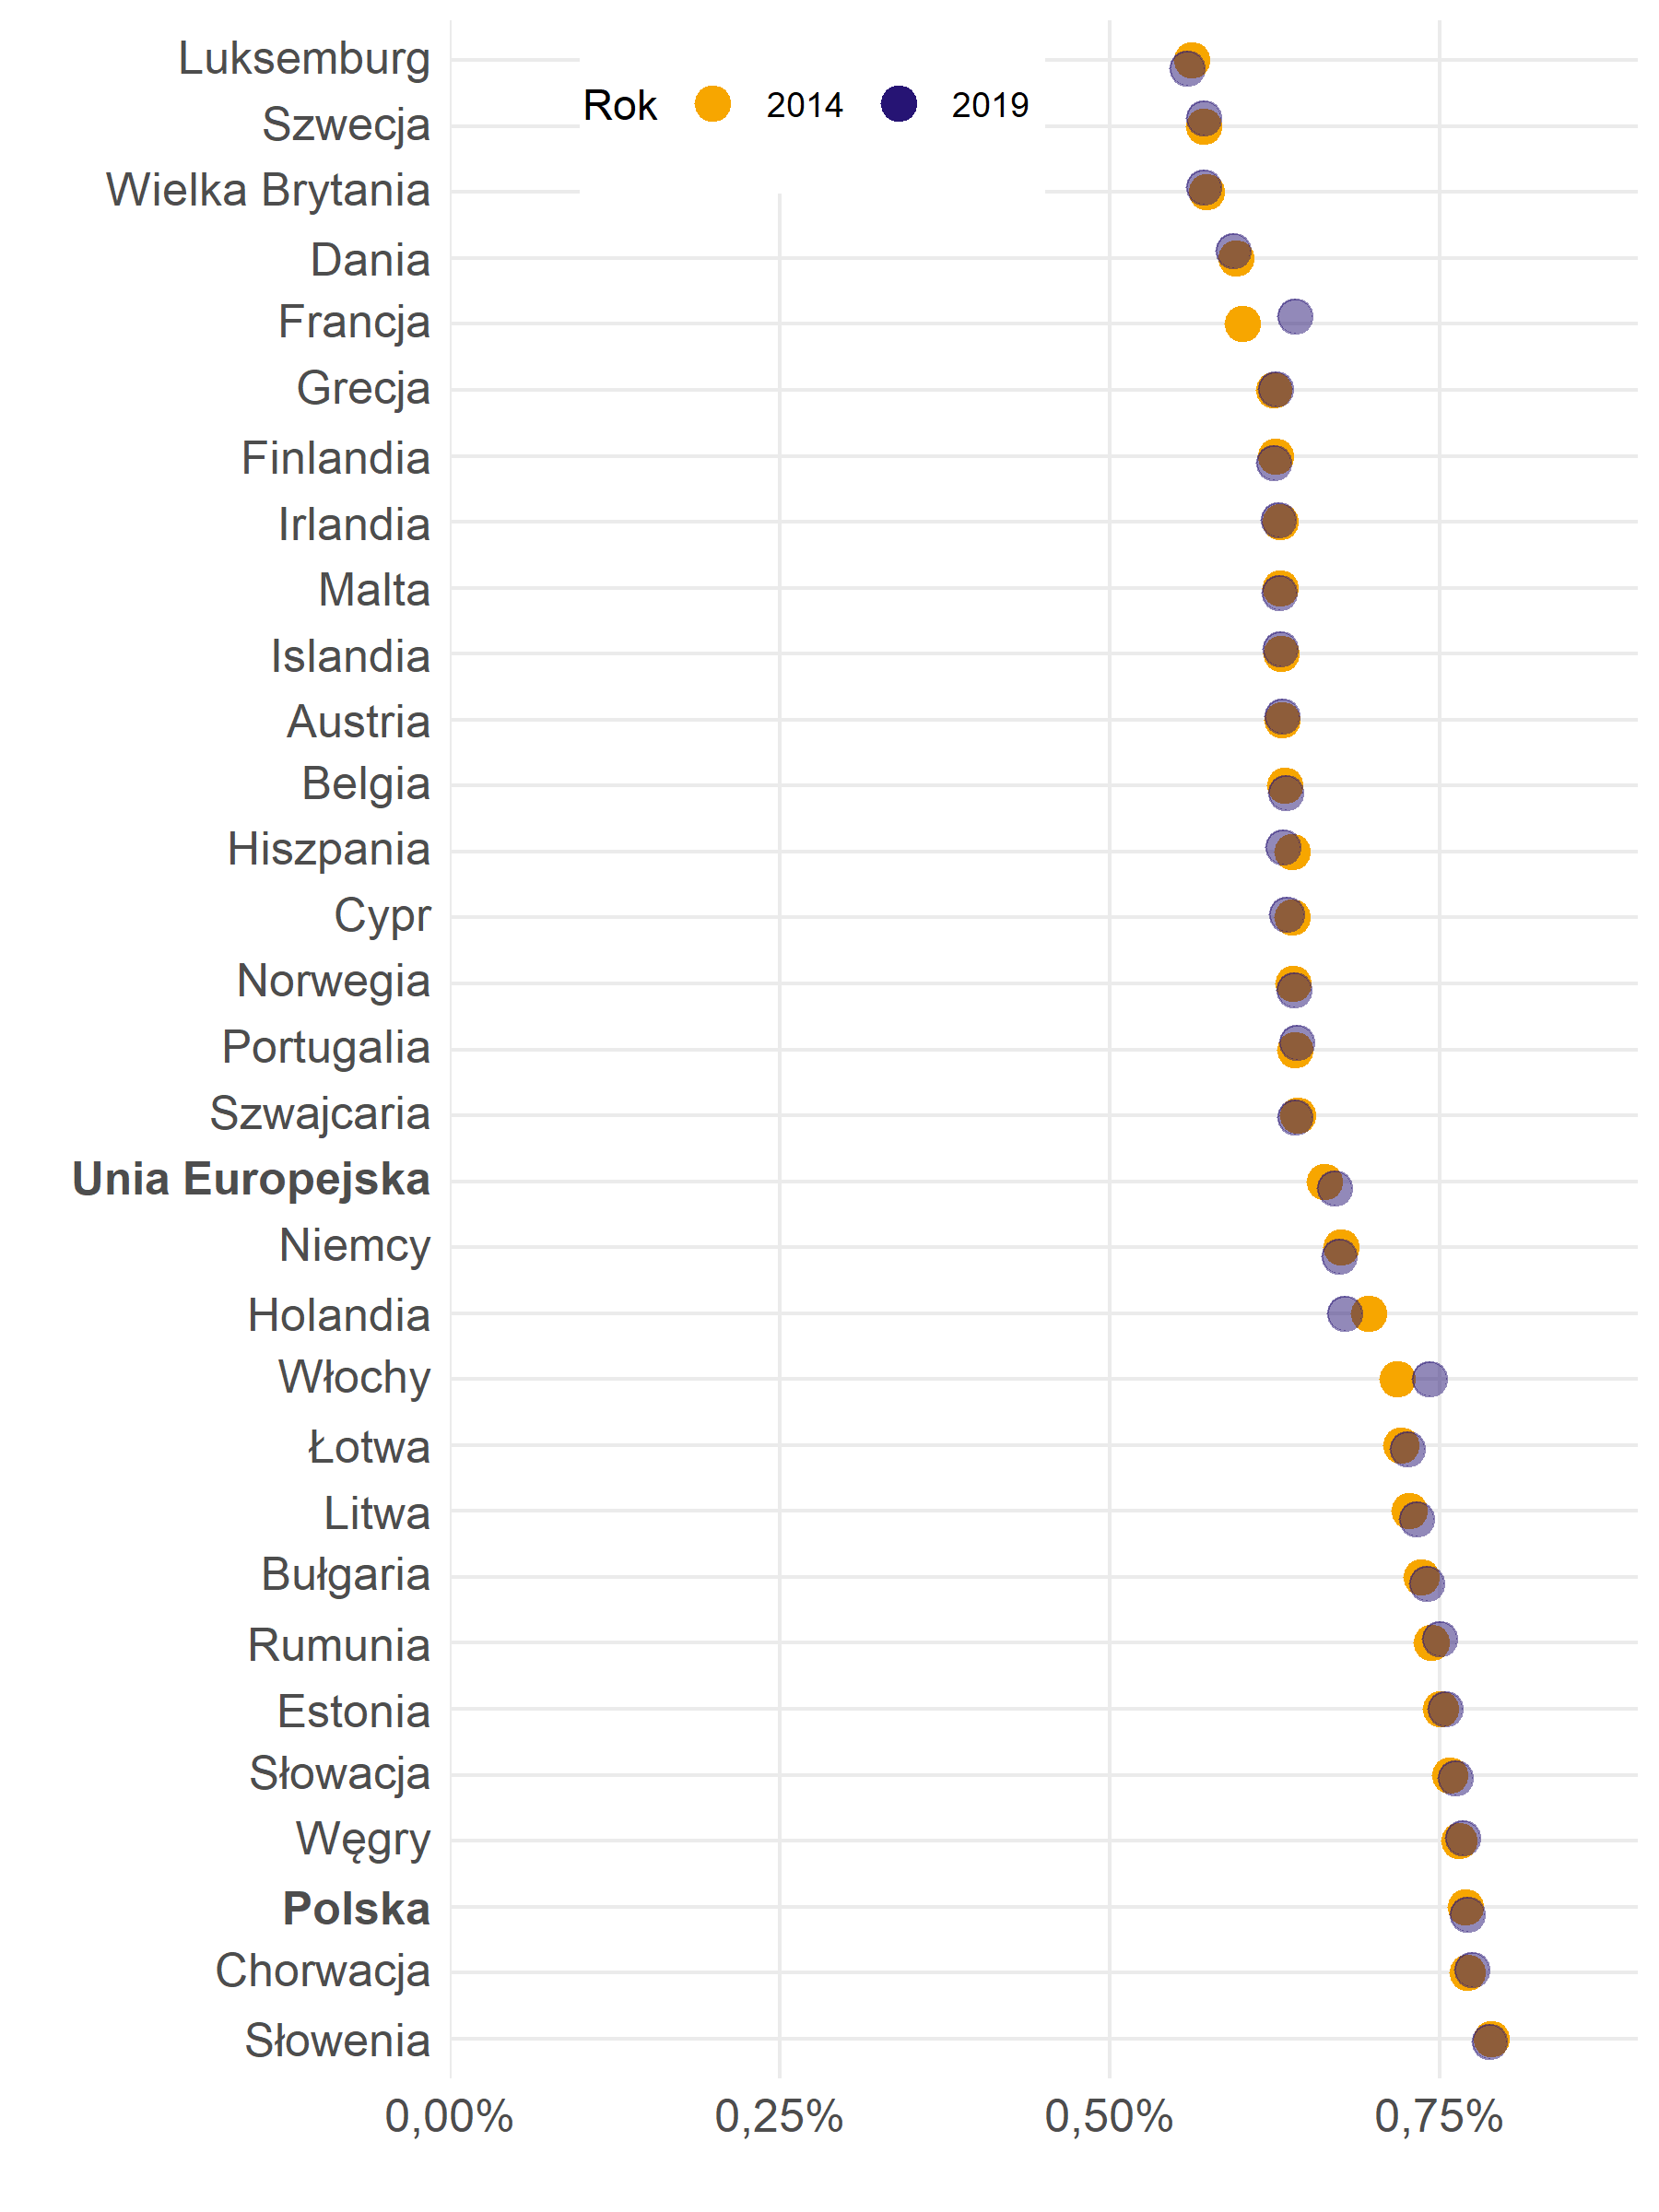 Luksemburg
Rok 2014 2019
Szwecja
Wielka Brytania
Dania
Francja
Grecja
Finlandia
Irlandia
Malta
Islandia
Austria
Belgia
Hiszpania
Cypr
Norwegia
Portugalia
Szwajcaria
Unia Europejska
Niemcy
Holandia
Włochy
Łotwa
Litwa
Bułgaria
Rumunia
Estonia
Słowacja
Węgry
Polska
Chorwacja
Słowenia
0,00% 0,25% 0,50% 0,75%